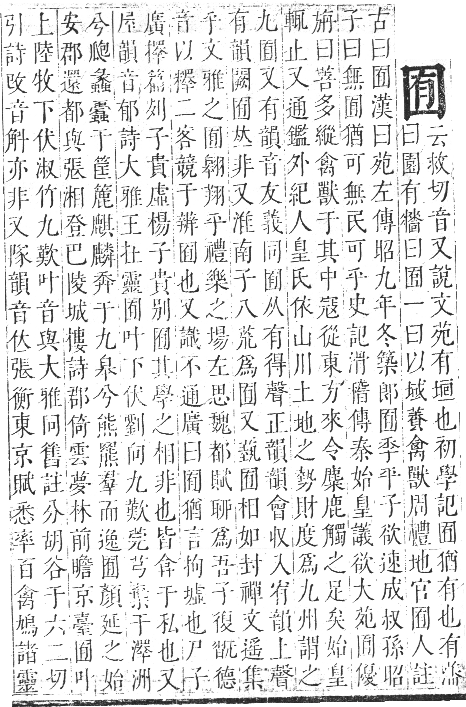 囿
云救切音又說文苑有垣也初學記囿猶有也有藩
曰園有牆曰囿一曰以域養禽獸周禮地官囿人註
古曰囿漢曰苑左傳昭九年冬築郎囿季平子欲速成叔孫昭
子曰無囿猶可無民可乎史記滑稽傳秦始皇議欲大苑囿優
旃曰善多縱禽獸于其中寇從東方來令麋鹿觸之足矣始皇
輒止又通鑑外紀人皇氏依山川土地之勢財度爲九州謂之
九囿又有韻音友義同囿从有得聲正韻韻會収入宥韻上聲
有韻闕囿𠀤非又淮南子八荒爲囿又蓺囿相如封禪文遥集
乎文雅之囿翱翔乎禮樂之場左思魏都賦聊爲吾子復翫德
音以釋二客競于辨囿也又識不通廣曰囿猶言拘墟也尸子
廣擇篇列子貴虛楊子貴別囿其學之相非也皆弇于私也又
屋韻音郁詩大雅王在靈囿叶下伏劉向九歎莞芎棄于澤洲
兮瓟蠡蠹于筐簏麒麟奔于九皋兮熊羆羣而逸囿顏延之始
安郡還都與張湘登巴陵城樓詩郤倚雲夢林前瞻京臺囿叶
上陸牧下伏淑竹九歎叶音與大雅同舊註分胡谷于六二切
引詩改音斛亦非又隊韻音位張衡東京賦悉率百禽鳩諸靈